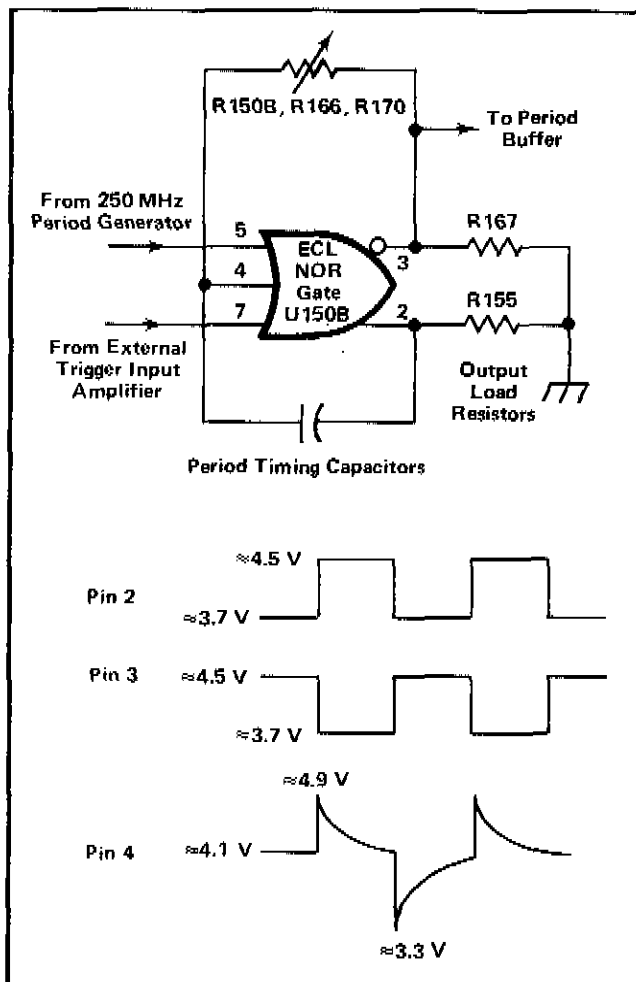 R150B, R166, R170
To Period
Buffer
From 250 MHz
Period Generator
5
ECL
NOR
Gate
U150B
4
3
7
2
R167
R155
From External
Trigger Input
Amplifier
Output
Load
Resistors
Period Timing Capacitors
Pin 2
≈4.5 V
≈3.7 V
Pin 3
≈4.5 V
≈3.7 V
≈4.9 V
Pin 4
≈4.1 V
≈3.3 V